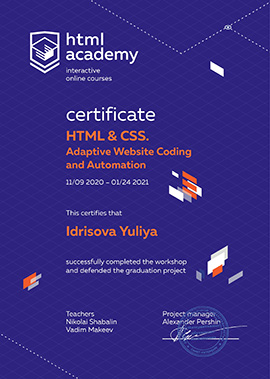 html
academy
interactive
online courses
certificate
HTML & CSS.
Adaptive Website Coding
and Automation
11/09 2020 – 01/24 2021
This certifies that
Idrisova Yuliya
successfully completed the workshop
and defended the graduation project
Teachers
Nikolai Shabalin
Vadim Makeev
Project manager
Alexander Pershin